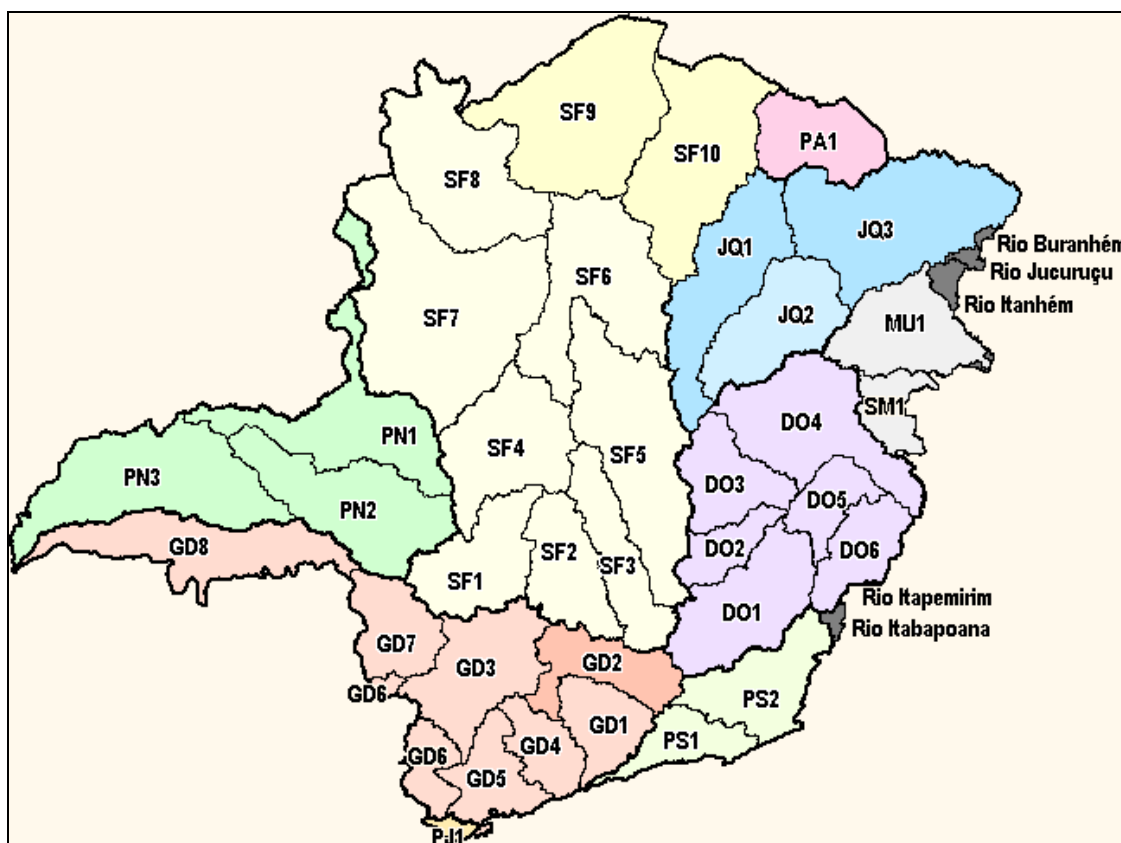 SF9
PA1
SF10
SF8
JQ3
JQ1
Rio Buranhém
SF6
Rio Jucuruçu
Rio Itanhém
JQ2
SF7
MU1
SM1
DO4
PN1
SF4
SF5
PN3
DO3
DO5
PN2
GD8
DO2
SF2
DO6
SF3
SF1
Rio Itapemirim
DO1
Rio Itabapoana
GD7
GD3
GD2
GD6
PS2
GD1
PS1
GD4
GD6
GD5
PJ1